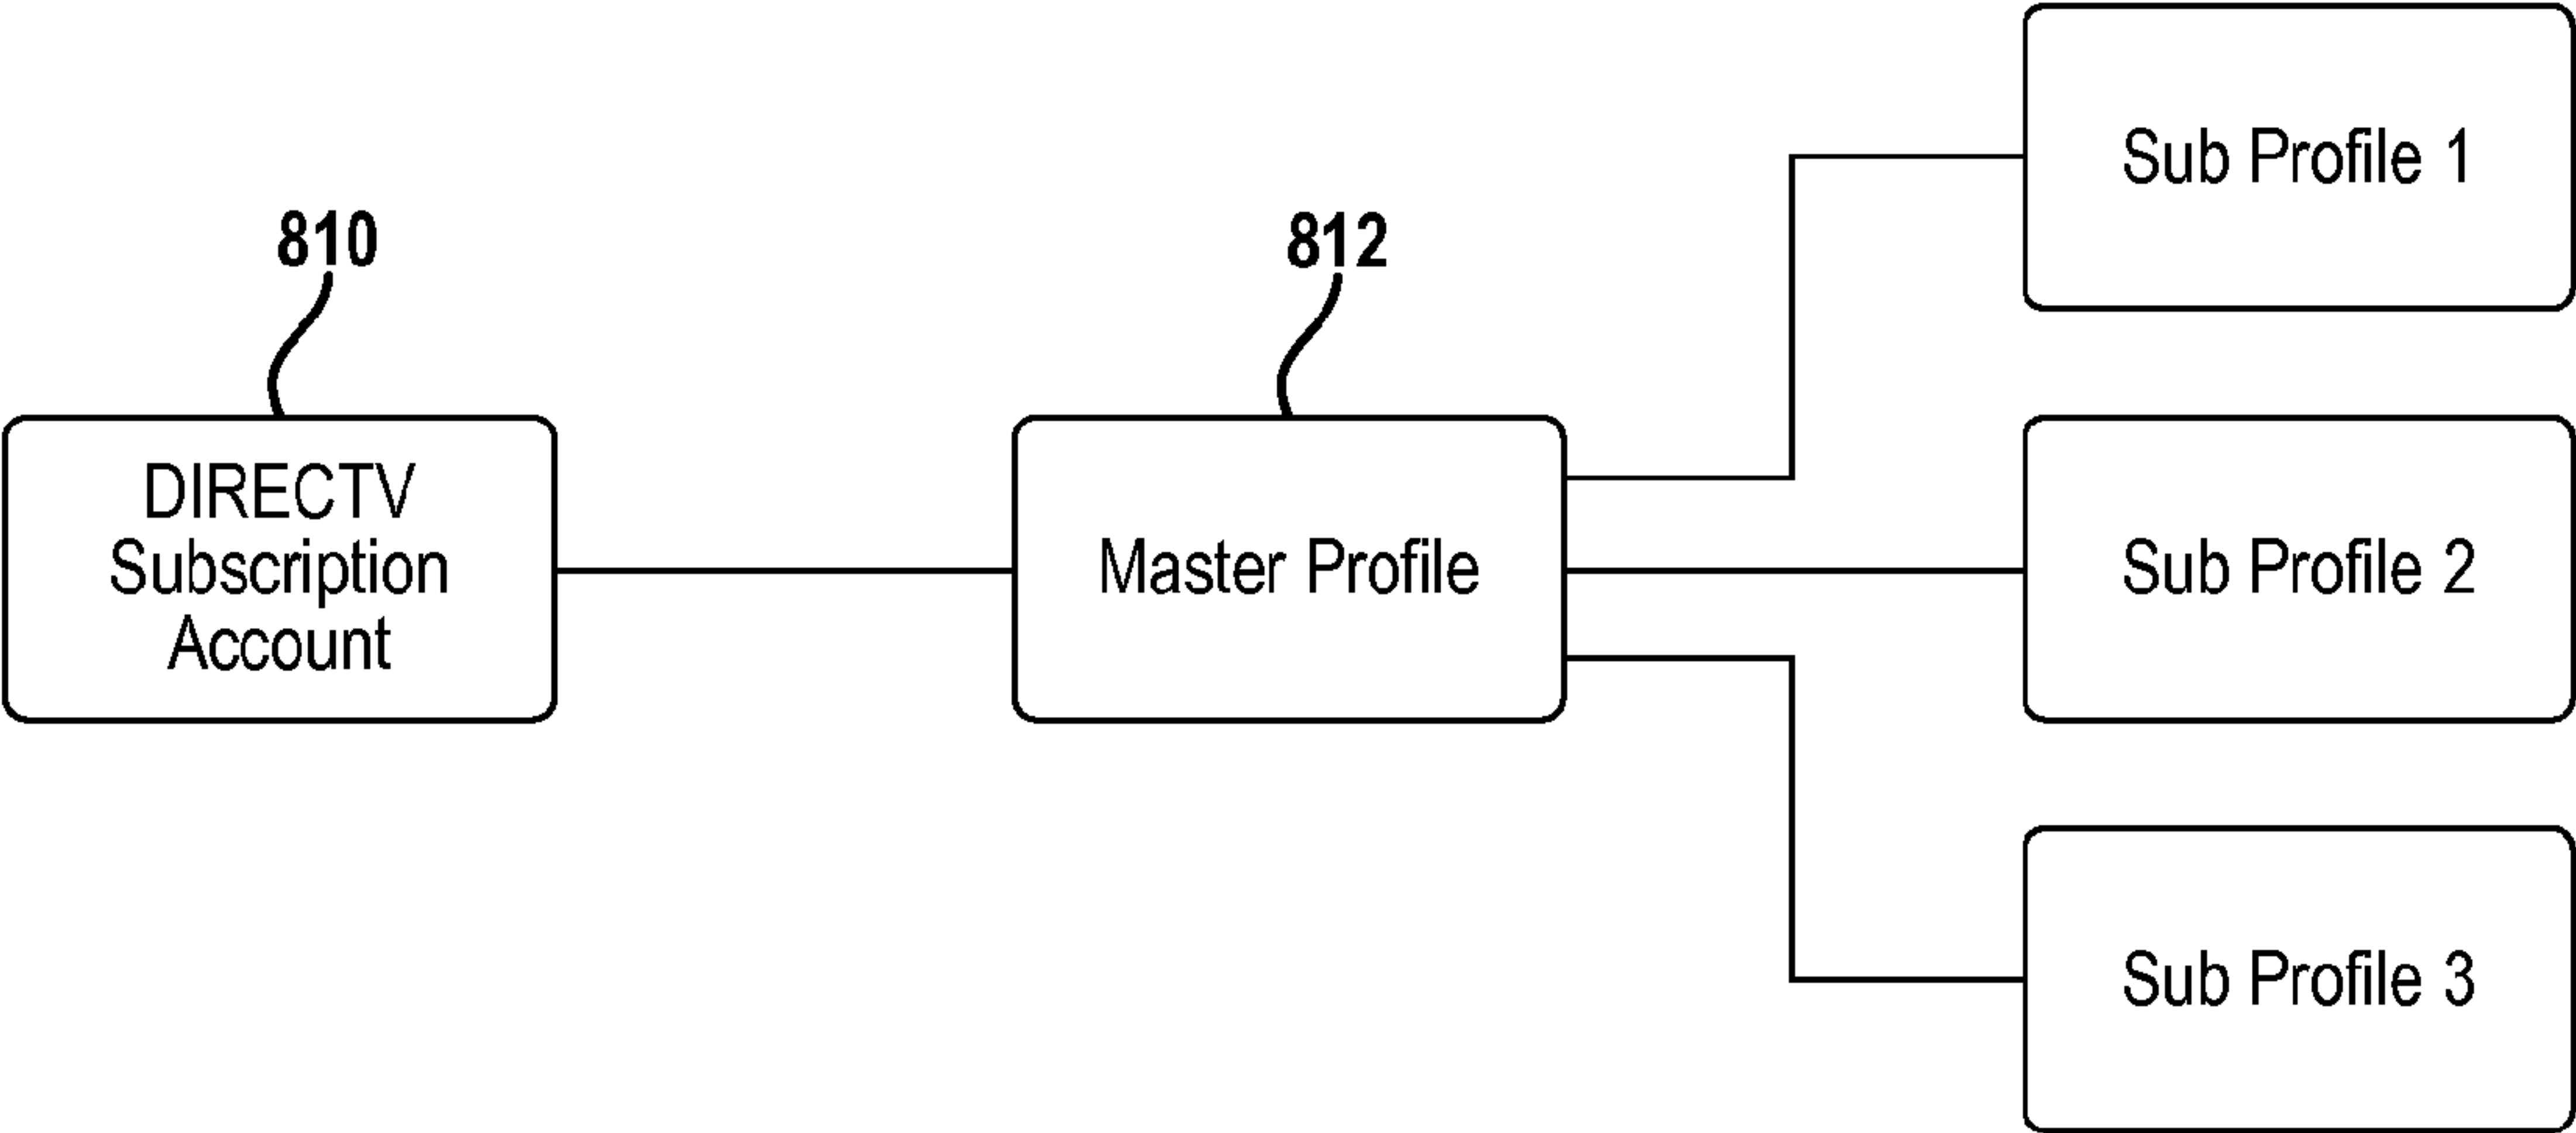 810
DIRECTV
Subscription
Account
812
Master Profile
Sub Profile 1
Sub Profile 2
Sub Profile 3